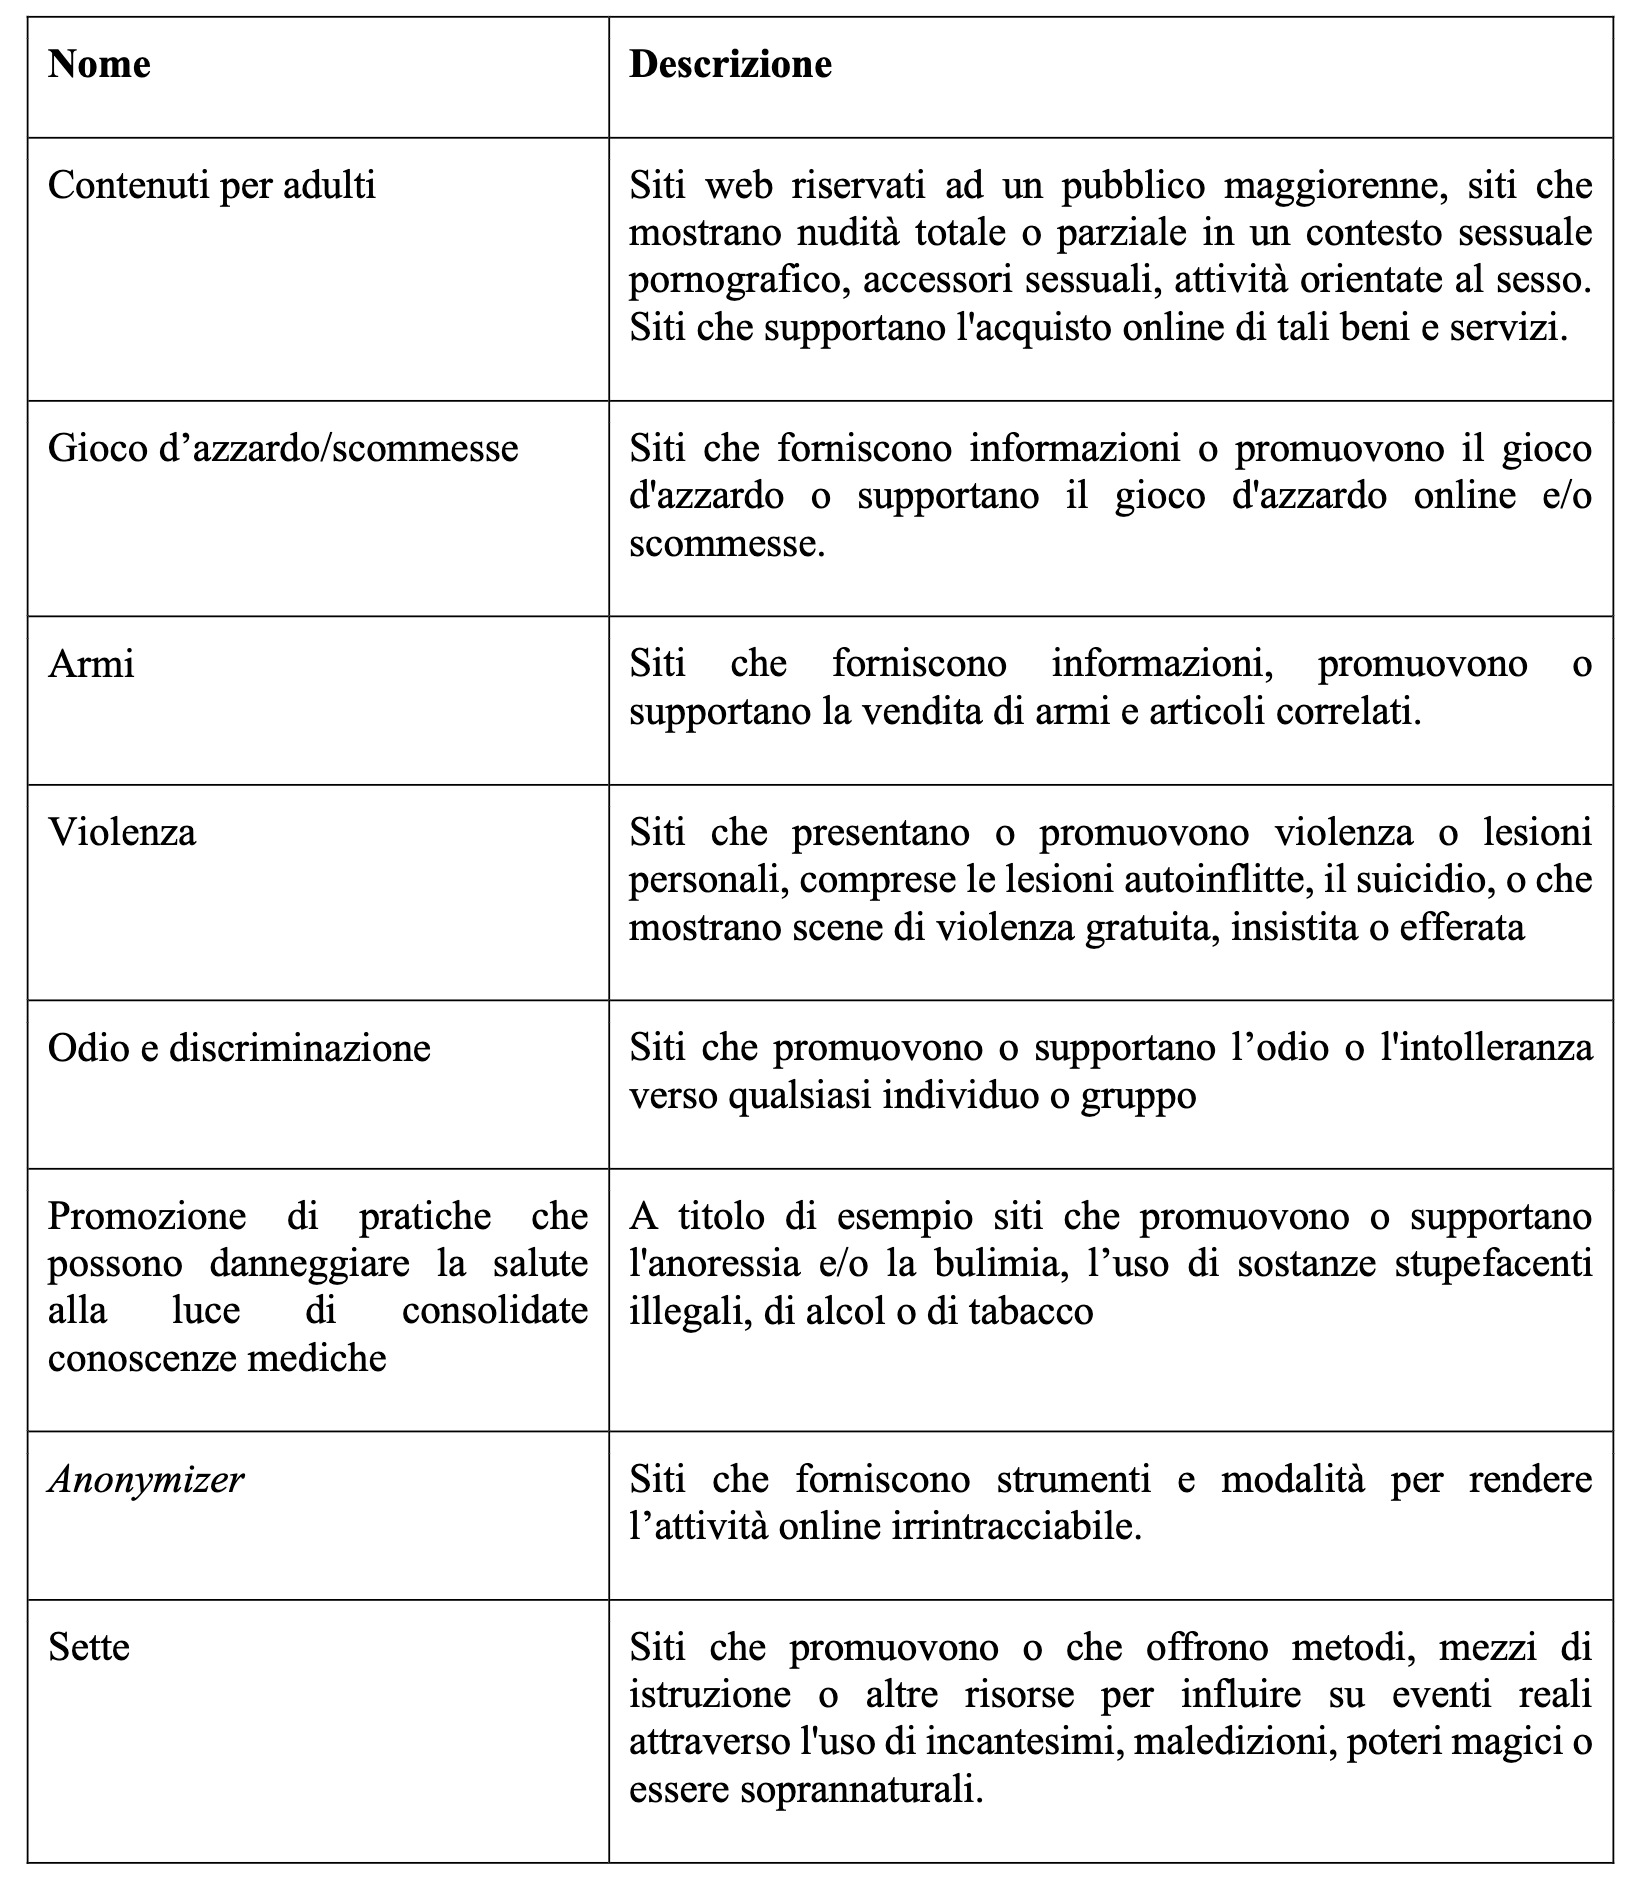 Nome
Descrizione
Contenuti per adulti
Siti web riservati ad un pubblico maggiorenne, siti che
mostrano nudità totale o parziale in un contesto sessuale
pornografico, accessori sessuali, attività orientate al sesso.
Siti che supportano l'acquisto online di tali beni e servizi.
Gioco d’azzardo/scommesse
Siti che forniscono informazioni o promuovono il gioco
d'azzardo o supportano il gioco d'azzardo online e/o
scommesse.
Armi
Siti che forniscono informazioni, promuovono o
supportano la vendita di armi e articoli correlati.
Violenza
Siti che presentano o promuovono violenza o lesioni
personali, comprese le lesioni autoinflitte, il suicidio, o che
mostrano scene di violenza gratuita, insistita o efferata
Odio e discriminazione
Siti che promuovono o supportano l’odio o l'intolleranza
verso qualsiasi individuo o gruppo
Promozione di pratiche che
possono danneggiare la salute
alla luce di consolidate
conoscenze mediche
A titolo di esempio siti che promuovono o supportano
l'anoressia e/o la bulimia, l’uso di sostanze stupefacenti
illegali, di alcol o di tabacco
Anonymizer
Siti che forniscono strumenti e modalità per rendere
l’attività online irrintracciabile.
Sette
Siti che promuovono o che offrono metodi, mezzi di
istruzione o altre risorse per influire su eventi reali
attraverso l'uso di incantesimi, maledizioni, poteri magici o
essere soprannaturali.